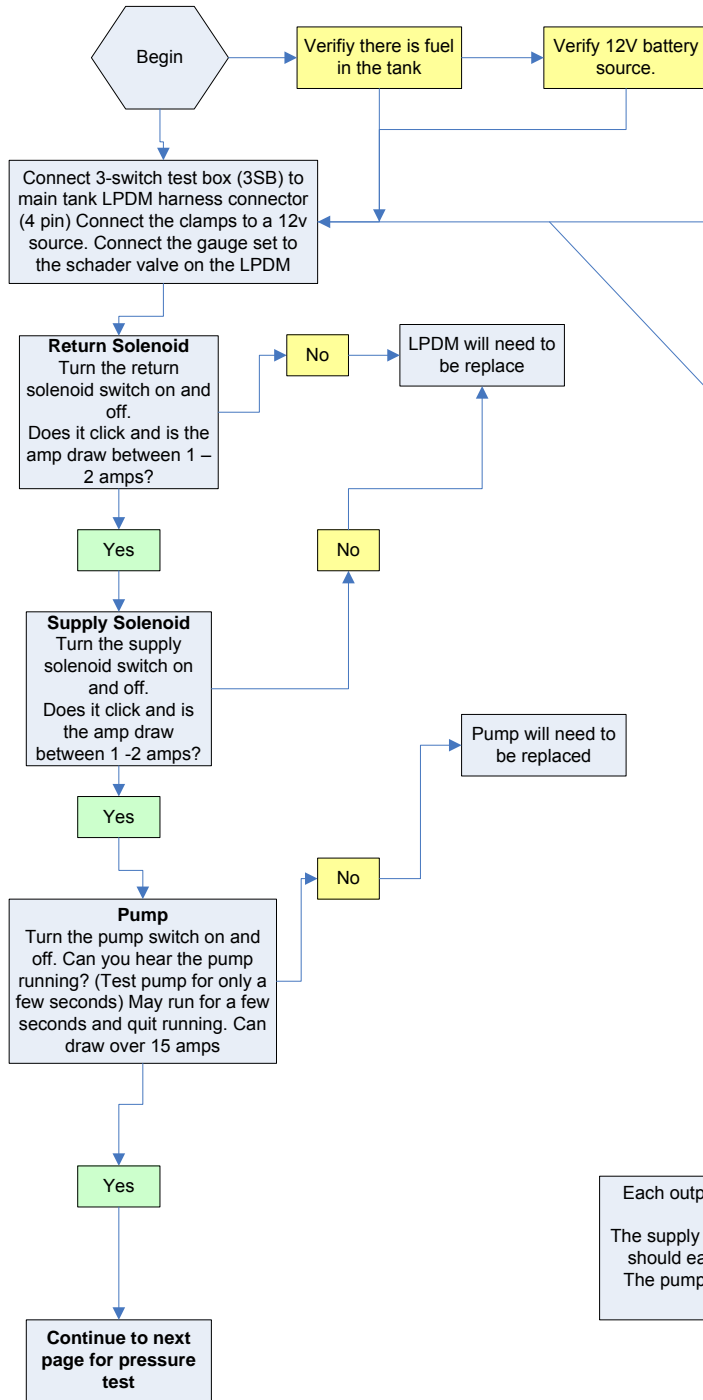 Begin
Verifiy there is fuel
in the tank
Verify 12V battery
source.
Connect 3-switch test box (3SB) to
main tank LPDM harness connector
(4 pin) Connect the clamps to a 12v
source. Connect the gauge set to
the schader valve on the LPDM
Return Solenoid
Turn the return
solenoid switch on and
off.
Does it click and is the
amp draw between 1 –
2 amps?
No
LPDM will need to
be replace
Yes
No
Supply Solenoid
Turn the supply
solenoid switch on
and off.
Does it click and is
the amp draw
between 1 -2 amps?
Pump will need to
be replaced
Yes
No
Pump
Turn the pump switch on and
off. Can you hear the pump
running? (Test pump for only a
few seconds) May run for a few
seconds and quit running. Can
draw over 15 amps
Yes
Each outp
The supply
should ea
The pump
Continue to next
page for pressure
test